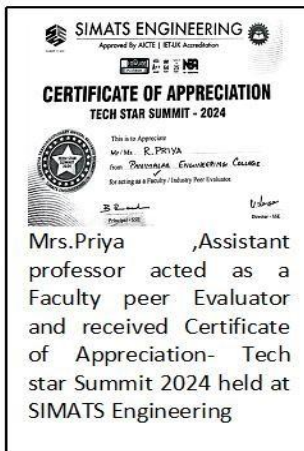 SIMATS ENGINEERING
Approved By AICTE | IET-UK Accreditation
NBA
CERTIFICATE OF APPRECIATION
TECH STAR SUMMIT - 2024
This is to Appreciate
Mr/Ms R.PRIYA
from PANIMALAR ENGINEERING COLLEGE
for acting as a Faculty / Industry Peer Evaluator.
Principal - SSE
Director - SSE
Mrs.Priya ,Assistant
professor acted as a
Faculty peer Evaluator
and received Certificate
of Appreciation- Tech
star Summit 2024 held at
SIMATS Engineering